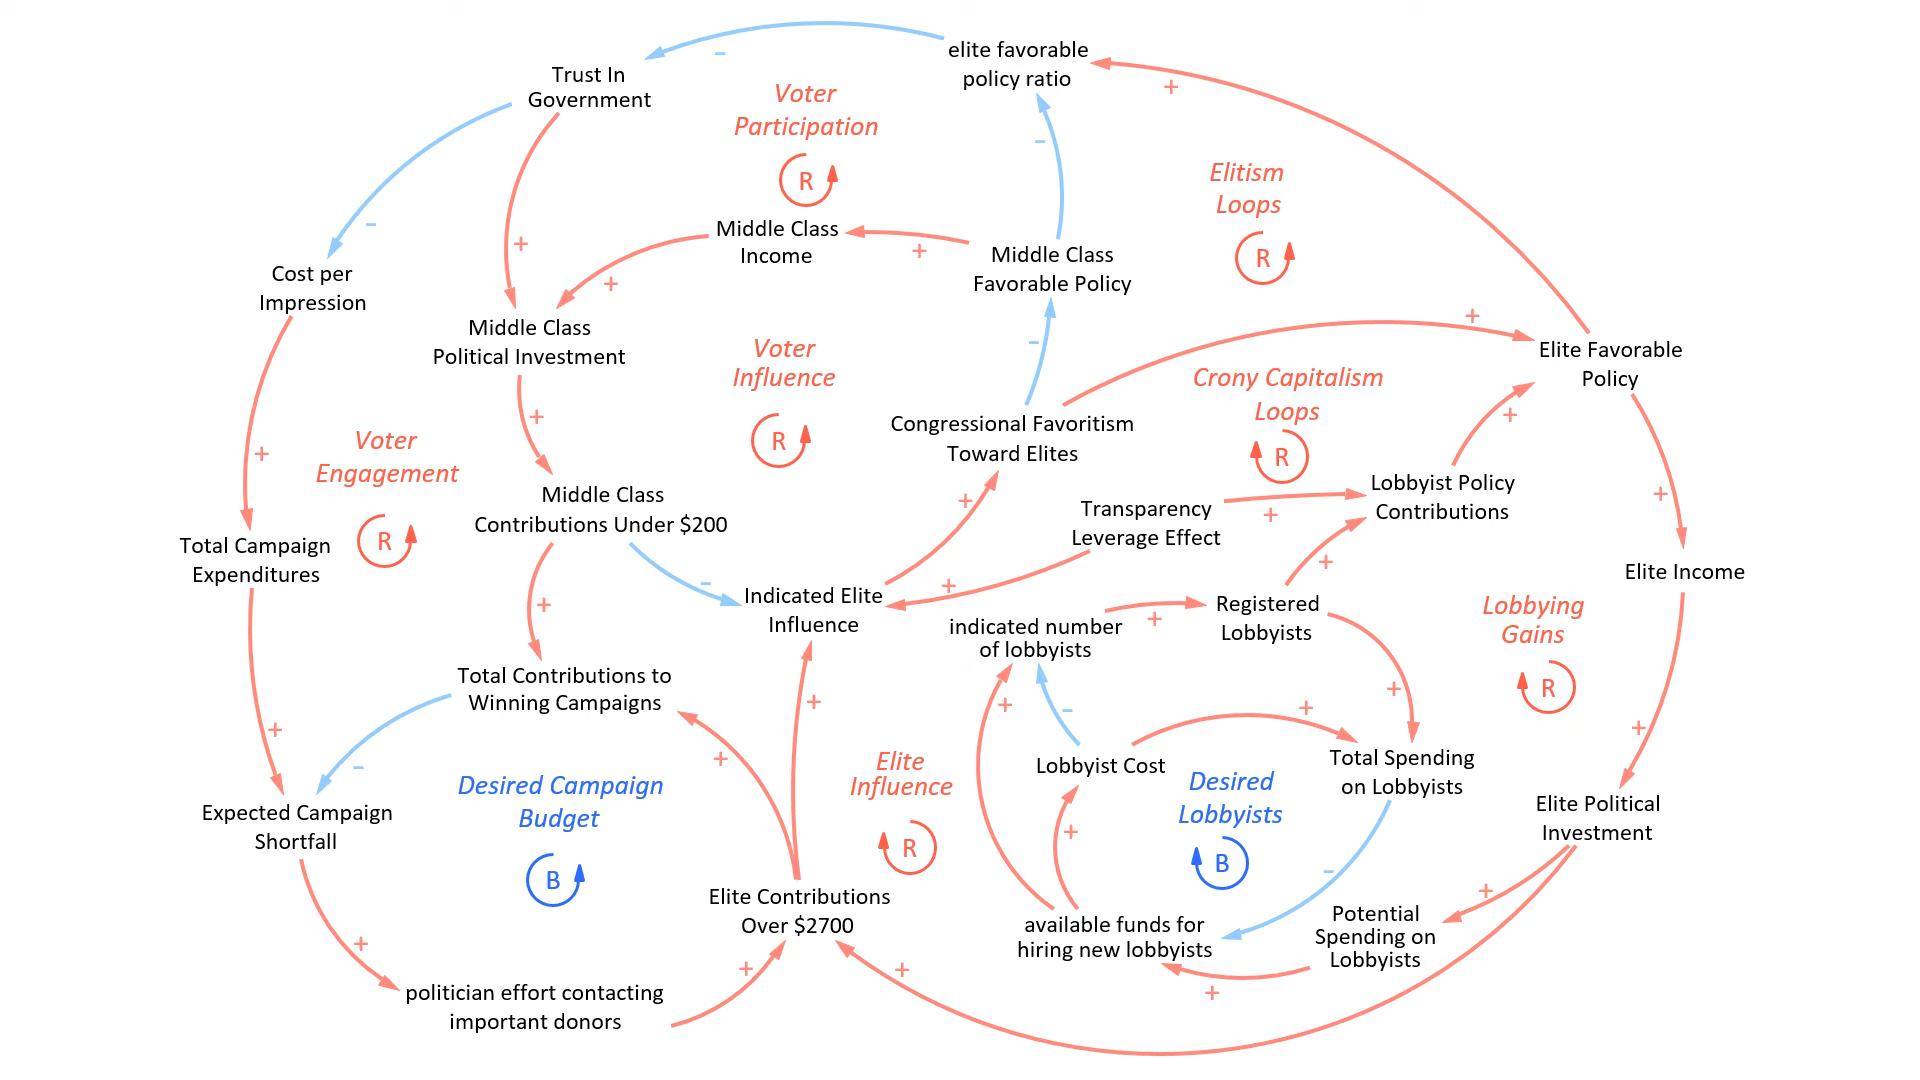 elite favorable
policy ratio
–
Trust In
Government
+
Voter
Participation
R
–
Elitism
Loops
R
–
Middle Class
Income
+
+
Middle Class
Favorable Policy
+
Cost per
Impression
Middle Class
Political Investment
+
–
Voter
Influence
R
+
Elite Favorable
Policy
Crony Capitalism
Loops
R
+
+
Congressional Favoritism
Toward Elites
Voter
Engagement
R
+
Middle Class
Contributions Under $200
+
Transparency
Leverage Effect
+
Lobbyist Policy
Contributions
+
Total Campaign
Expenditures
+
Elite Income
–
Indicated Elite
Influence
+
+
indicated number
of lobbyists
+
Registered
Lobbyists
Lobbying
Gains
R
Total Contributions to
Winning Campaigns
+
+
–
+
+
+
+
+
–
Elite
Influence
R
Lobbyist Cost
Desired
Lobbyists
B
Total Spending
on Lobbyists
Desired Campaign
Budget
B
Expected Campaign
Shortfall
Elite Political
Investment
+
–
+
Elite Contributions
Over $2700
available funds for
hiring new lobbyists
Potential
Spending on
Lobbyists
+
+
+
+
politician effort contacting
important donors